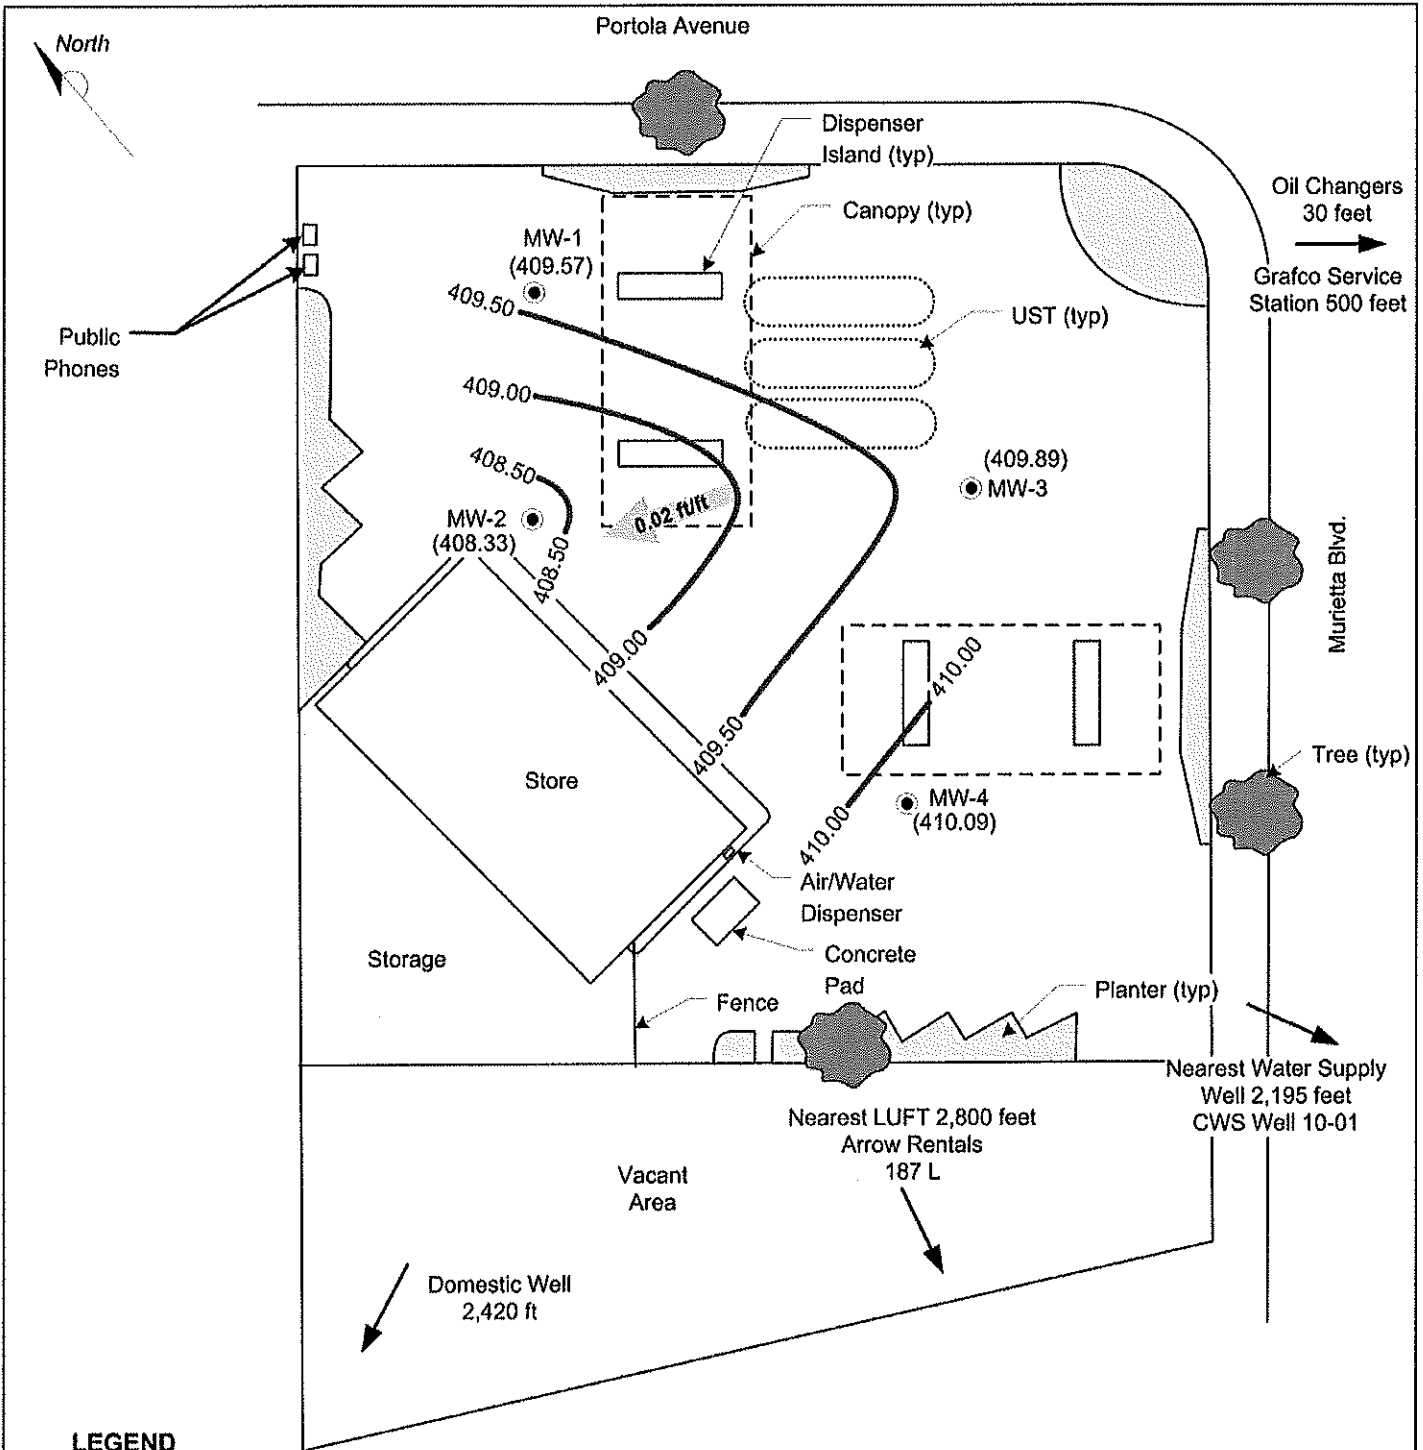 Portola Avenue
North
Dispenser
Island (typ)
Oil Changers
30 feet
Canopy (typ)
MW-1
(409.57)
Grafco Service
Station 500 feet
409.50
UST (typ)
Public
Phones
409.00
(409.89)
MW-3
408.50
0.02 ft/ft
MW-2
(408.33)
408.50
Murietta Blvd.
409.00
410.00
409.50
Tree (typ)
Store
MW-4
(410.09)
410.00
Air/Water
Dispenser
Storage
Concrete
Pad
Fence
Planter (typ)
Nearest Water Supply
Well 2,195 feet
CWS Well 10-01
Nearest LUFT 2,800 feet
Arrow Rentals
187 L
Vacant
Area
Domestic Well
2,420 ft
LEGEND